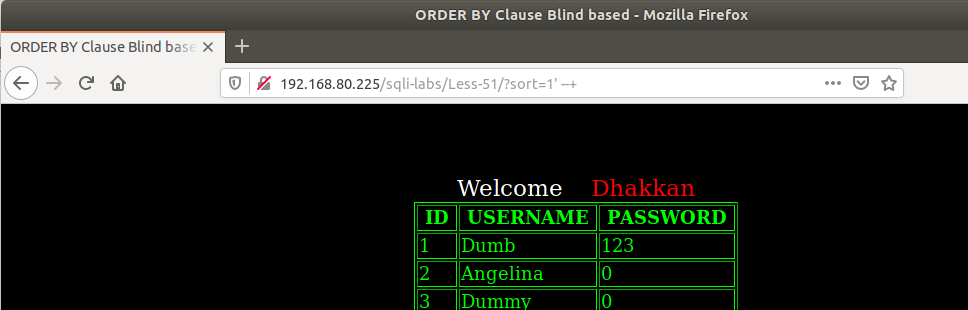 ORDER BY Clause Blind based - Mozilla Firefox
ORDER BY Clause Blind base
192.168.80.225/sqli-labs/Less-51/?sort=1' --+
Welcome Dhakkan
ID USERNAME PASSWORD
1 Dumb 123
2 Angelina 0
3 Dummy 0